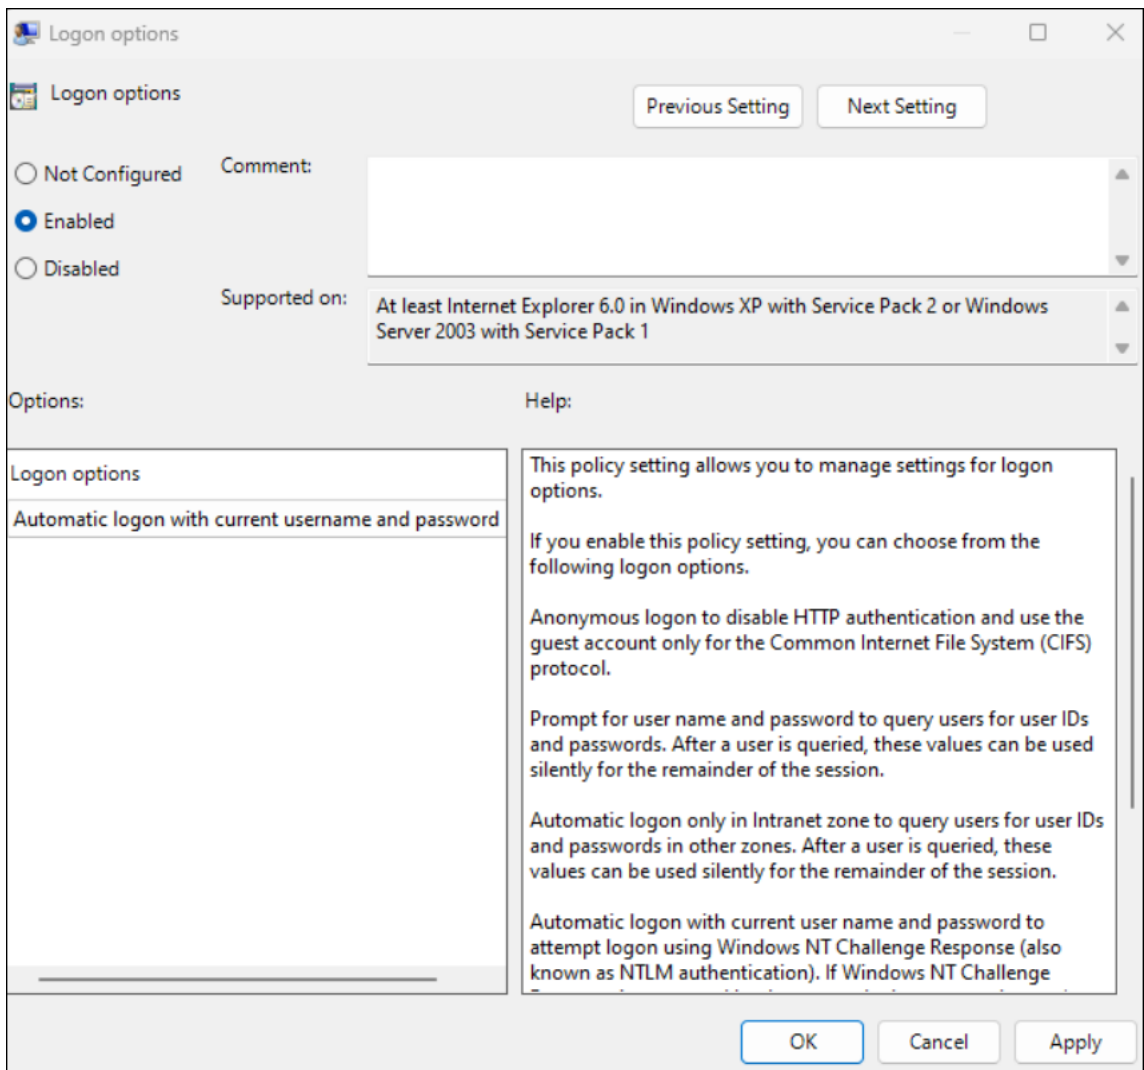 Logon options
Logon options
Previous Setting
Next Setting
Not Configured
Enabled
Disabled
Comment:
Supported on:
At least Internet Explorer 6.0 in Windows XP with Service Pack 2 or Windows
Server 2003 with Service Pack 1
Options:
Logon options
Automatic logon with current username and password
Help:
This policy setting allows you to manage settings for logon
options.
If you enable this policy setting, you can choose from the
following logon options.
Anonymous logon to disable HTTP authentication and use the
guest account only for the Common Internet File System (CIFS)
protocol.
Prompt for user name and password to query users for user IDs
and passwords. After a user is queried, these values can be used
silently for the remainder of the session.
Automatic logon only in Intranet zone to query users for user IDs
and passwords in other zones. After a user is queried, these
values can be used silently for the remainder of the session.
Automatic logon with current user name and password to
attempt logon using Windows NT Challenge Response (also
known as NTLM authentication). If Windows NT Challenge
OK
Cancel
Apply